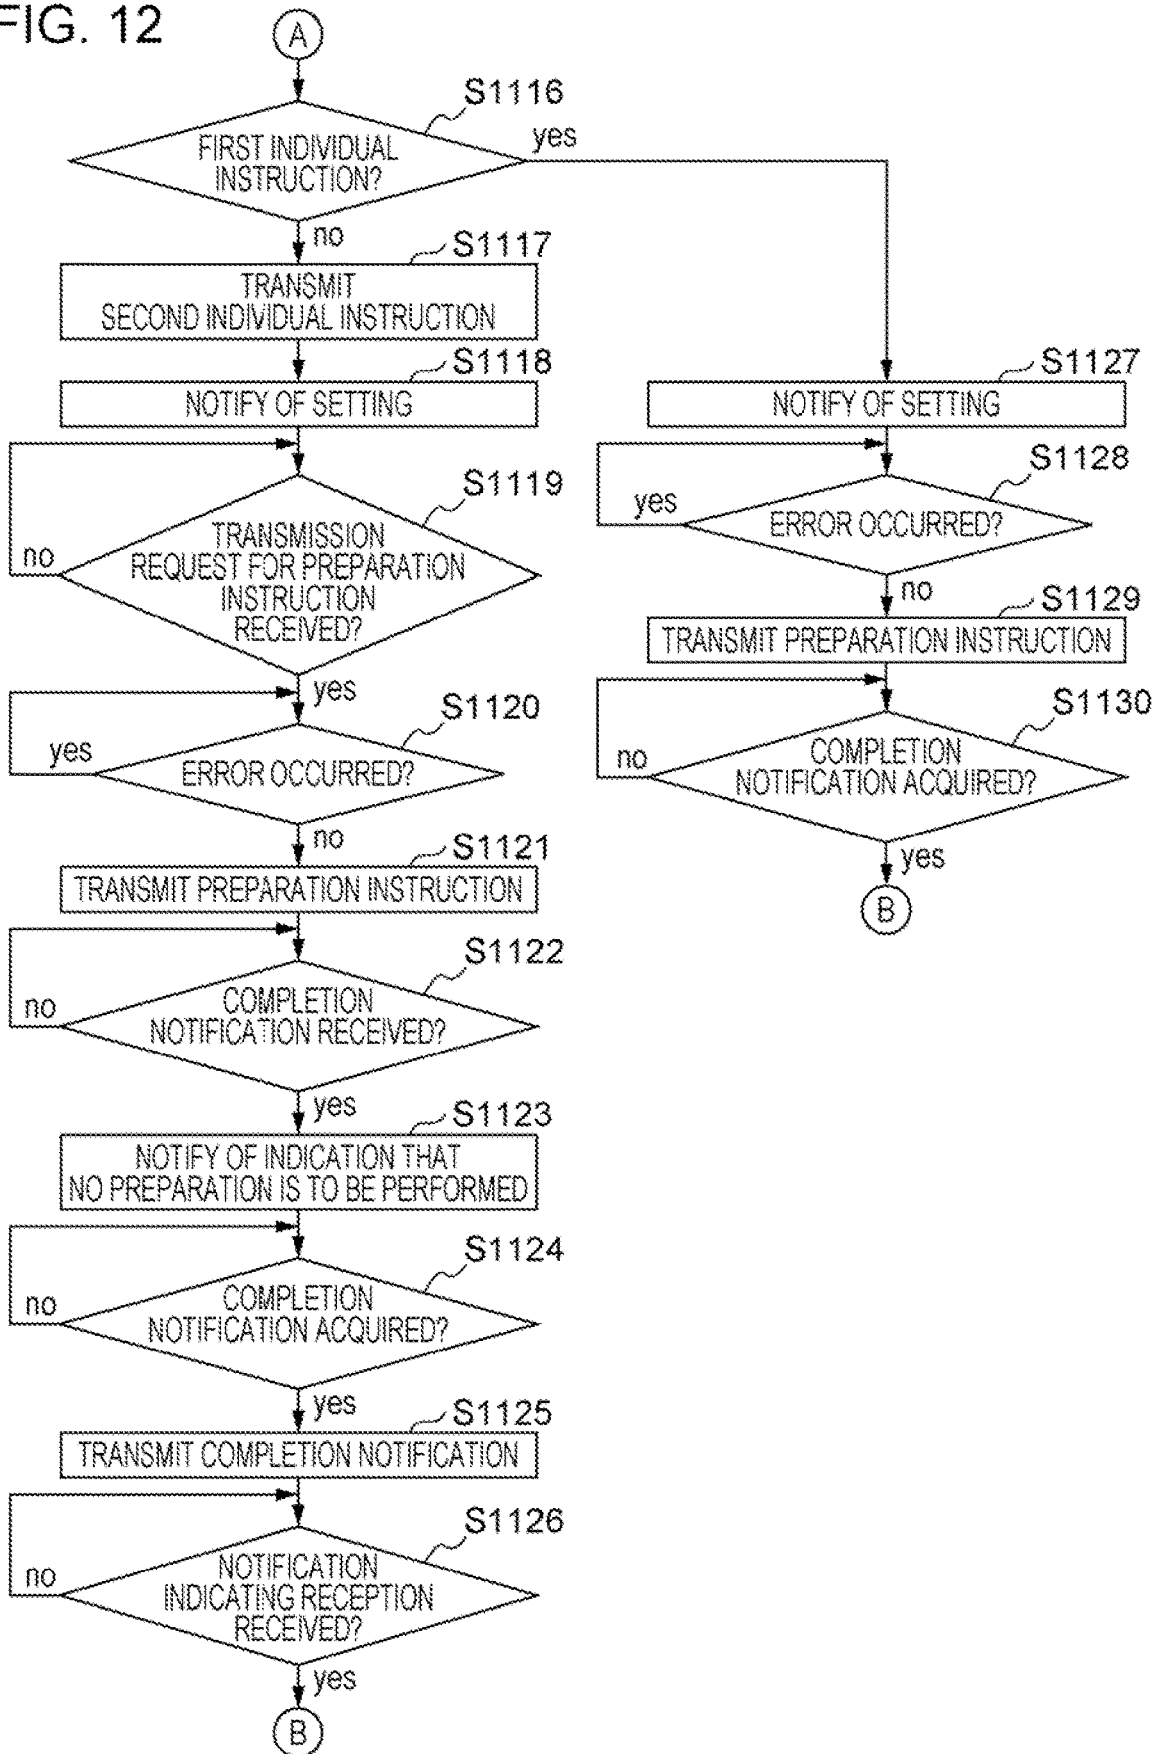 FIG. 12
A
S1116
FIRST INDIVIDUAL
INSTRUCTION?
yes
no
S1117
TRANSMIT
SECOND INDIVIDUAL INSTRUCTION
S1118
NOTIFY OF SETTING
S1119
TRANSMISSION
REQUEST FOR PREPARATION
INSTRUCTION
RECEIVED?
no
yes
S1120
ERROR OCCURRED?
yes
no
S1121
TRANSMIT PREPARATION INSTRUCTION
S1122
COMPLETION
NOTIFICATION RECEIVED?
no
yes
S1123
NOTIFY OF INDICATION THAT
NO PREPARATION IS TO BE PERFORMED
S1124
COMPLETION
NOTIFICATION ACQUIRED?
no
yes
S1125
TRANSMIT COMPLETION NOTIFICATION
S1126
NOTIFICATION
INDICATING RECEPTION
RECEIVED?
no
yes
B
S1127
NOTIFY OF SETTING
S1128
ERROR OCCURRED?
yes
no
S1129
TRANSMIT PREPARATION INSTRUCTION
S1130
COMPLETION
NOTIFICATION ACQUIRED?
no
yes
B